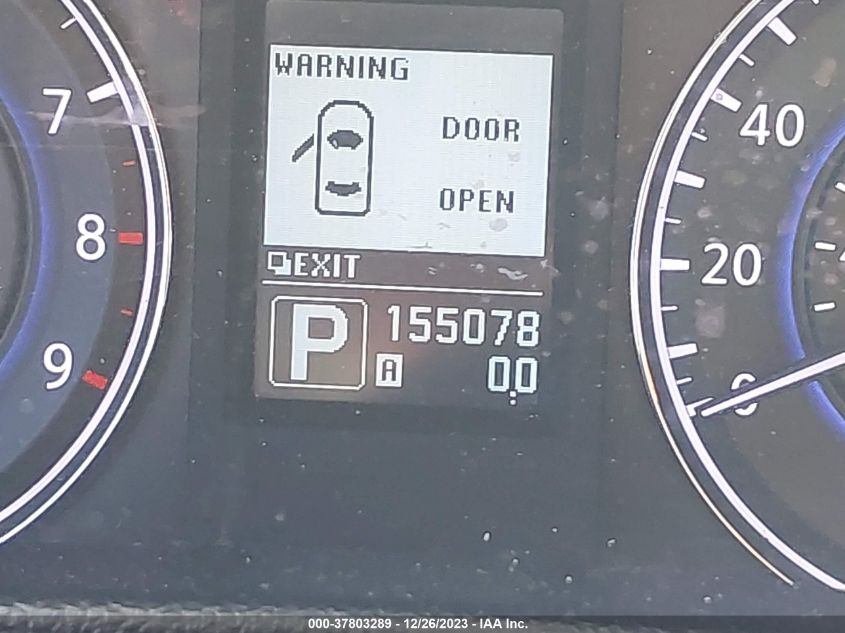 WARNING
DOOR
OPEN
EXIT
P
155078
A
0.0
7
8
9
40
20
0
000-37803289 - 12/26/2023 - IAA Inc.